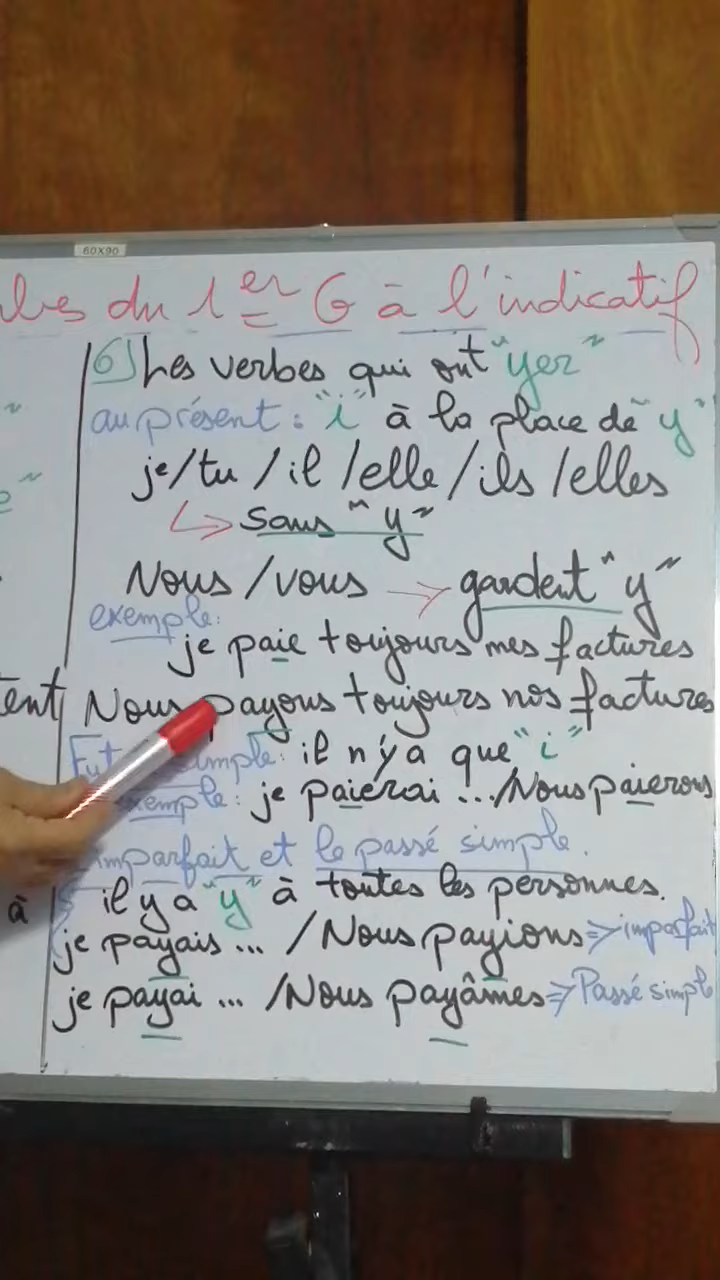 60X90
du 1er G à l'indicatif
6) Les verbes qui ont "yer"
au présent : "i" à la place de "y"
je/tu / il /elle / ils /elles
↳ Sans "y"
Nous /vous → gardent "y"
exemple:
je paie toujours mes factures
Nous payons toujours nos factures
simple: il n'y a que "i"
exemple: je paierai .../Nous paierons
imparfait et le passé simple.
il y a "y" à toutes les personnes.
à
je payais ... / Nous payions => imparfait
je payai ... /Nous payâmes => Passé simple